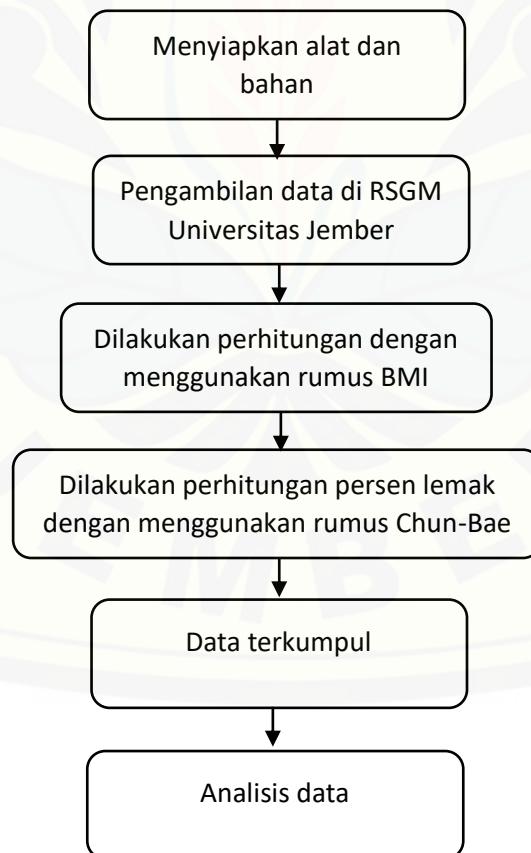 Menyiapkan alat dan
bahan
Pengambilan data di RSGM
Universitas Jember
Dilakukan perhitungan dengan
menggunakan rumus BMI
Dilakukan perhitungan persen lemak
dengan menggunakan rumus Chun-Bae
Data terkumpul
Analisis data